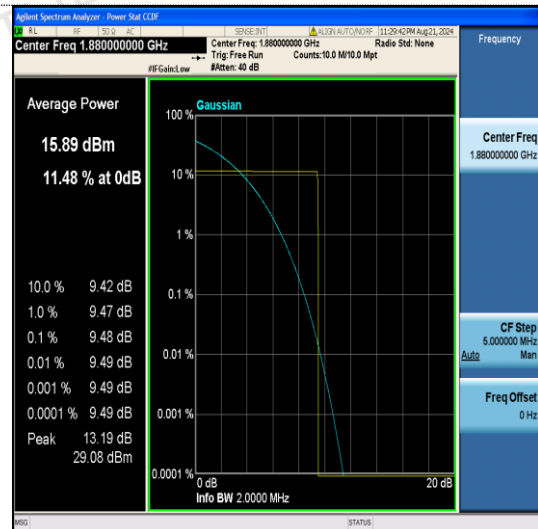 Agilent Spectrum Analyzer - Power Stat CCDF
RL RF 50 Ω AC SENSE:INT ALIGN AUTO/NO RF 11:29:42 PM Aug 21, 2024
Center Freq 1.880000000 GHz
Center Freq: 1.880000000 GHz Radio Std: None
Trig: Free Run Counts:10.0 M/10.0 Mpt
#IFGain:Low #Atten: 40 dB
Frequency
Average Power
15.89 dBm
11.48 % at 0dB
10.0 % 9.42 dB
1.0 % 9.47 dB
0.1 % 9.48 dB
0.01 % 9.49 dB
0.001 % 9.49 dB
0.0001 % 9.49 dB
Peak 13.19 dB
29.08 dBm
Gaussian
100 %
10 %
1 %
0.1 %
0.01 %
0.001 %
0.0001 %
0 dB 20 dB
Info BW 2.0000 MHz
Center Freq
1.880000000 GHz
CF Step
5.000000 MHz
Auto Man
Freq Offset
0 Hz
MSG STATUS